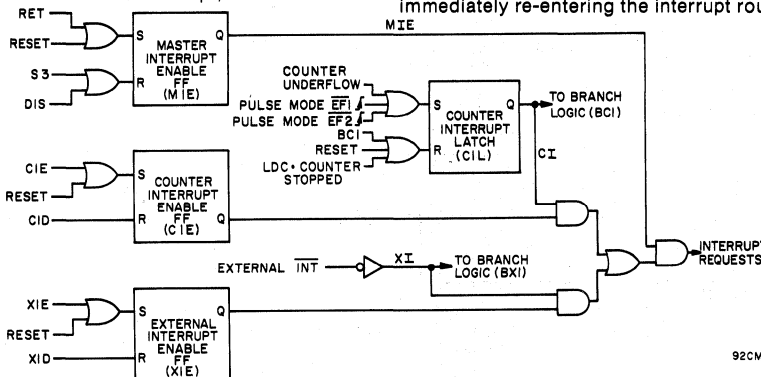 immediately re-entering the interrupt rou
RET
RESET
S3
DIS
S
Q
R
MASTER
INTERRUPT
ENABLE
FF
(MIE)
MIE
COUNTER
UNDERFLOW
PULSE MODE EF1
PULSE MODE EF2
BCI
RESET
LDC • COUNTER
STOPPED
S
Q
R
COUNTER
INTERRUPT
LATCH
(CIL)
TO BRANCH
LOGIC (BCI)
CI
CIE
RESET
CID
S
R
Q
COUNTER
INTERRUPT
ENABLE
FF
(CIE)
EXTERNAL INT
XI
TO BRANCH
LOGIC (BXI)
INTERRUPT
REQUESTS
XIE
RESET
XID
S
Q
R
EXTERNAL
INTERRUPT
ENABLE
FF
(XIE)
92CM